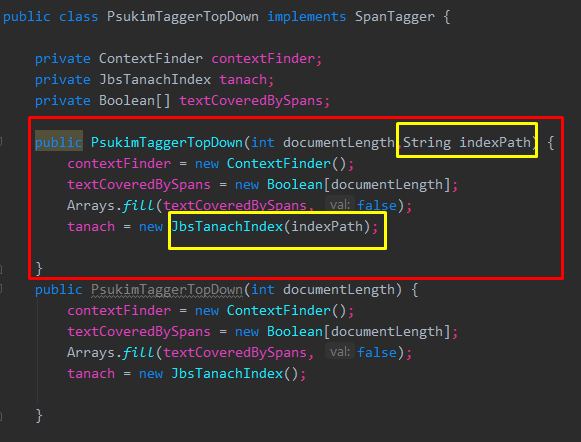 public class PsukimTaggerTopDown implements SpanTagger {
private ContextFinder contextFinder;
private JbsTanachIndex tanach;
private Boolean[] textCoveredBySpans;
public PsukimTaggerTopDown(int documentLength,String indexPath) {
contextFinder = new ContextFinder();
textCoveredBySpans = new Boolean[documentLength];
Arrays.fill(textCoveredBySpans, val: false);
tanach = new JbsTanachIndex(indexPath);
}
public PsukimTaggerTopDown(int documentLength) {
contextFinder = new ContextFinder();
textCoveredBySpans = new Boolean[documentLength];
Arrays.fill(textCoveredBySpans, val: false);
tanach = new JbsTanachIndex();
}